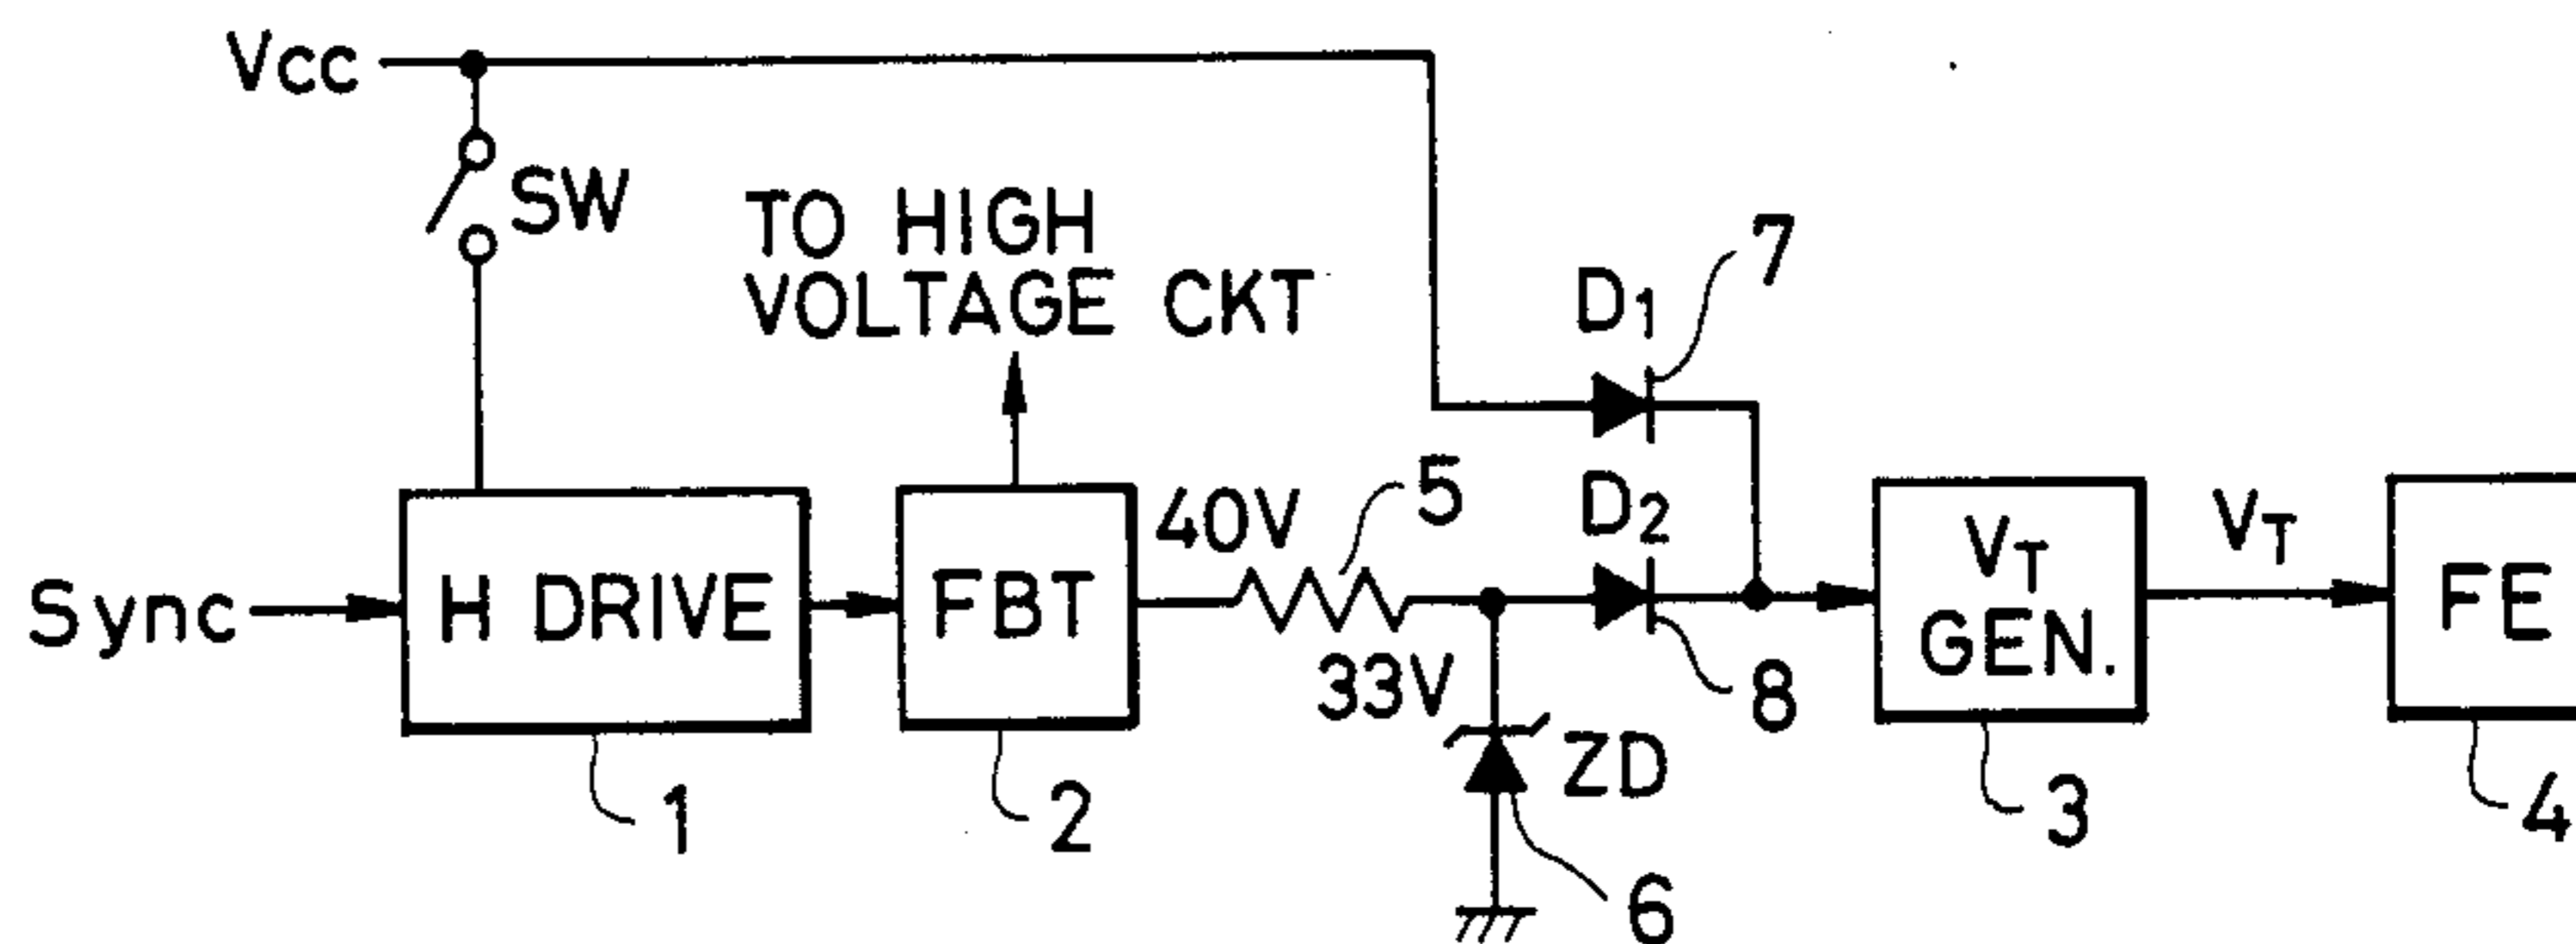 Vcc
SW
TO HIGH
VOLTAGE CKT
D1
7
Sync
H DRIVE
1
FBT
2
40V
5
33V
D2
8
ZD
6
VT
GEN.
3
VT
FE
4